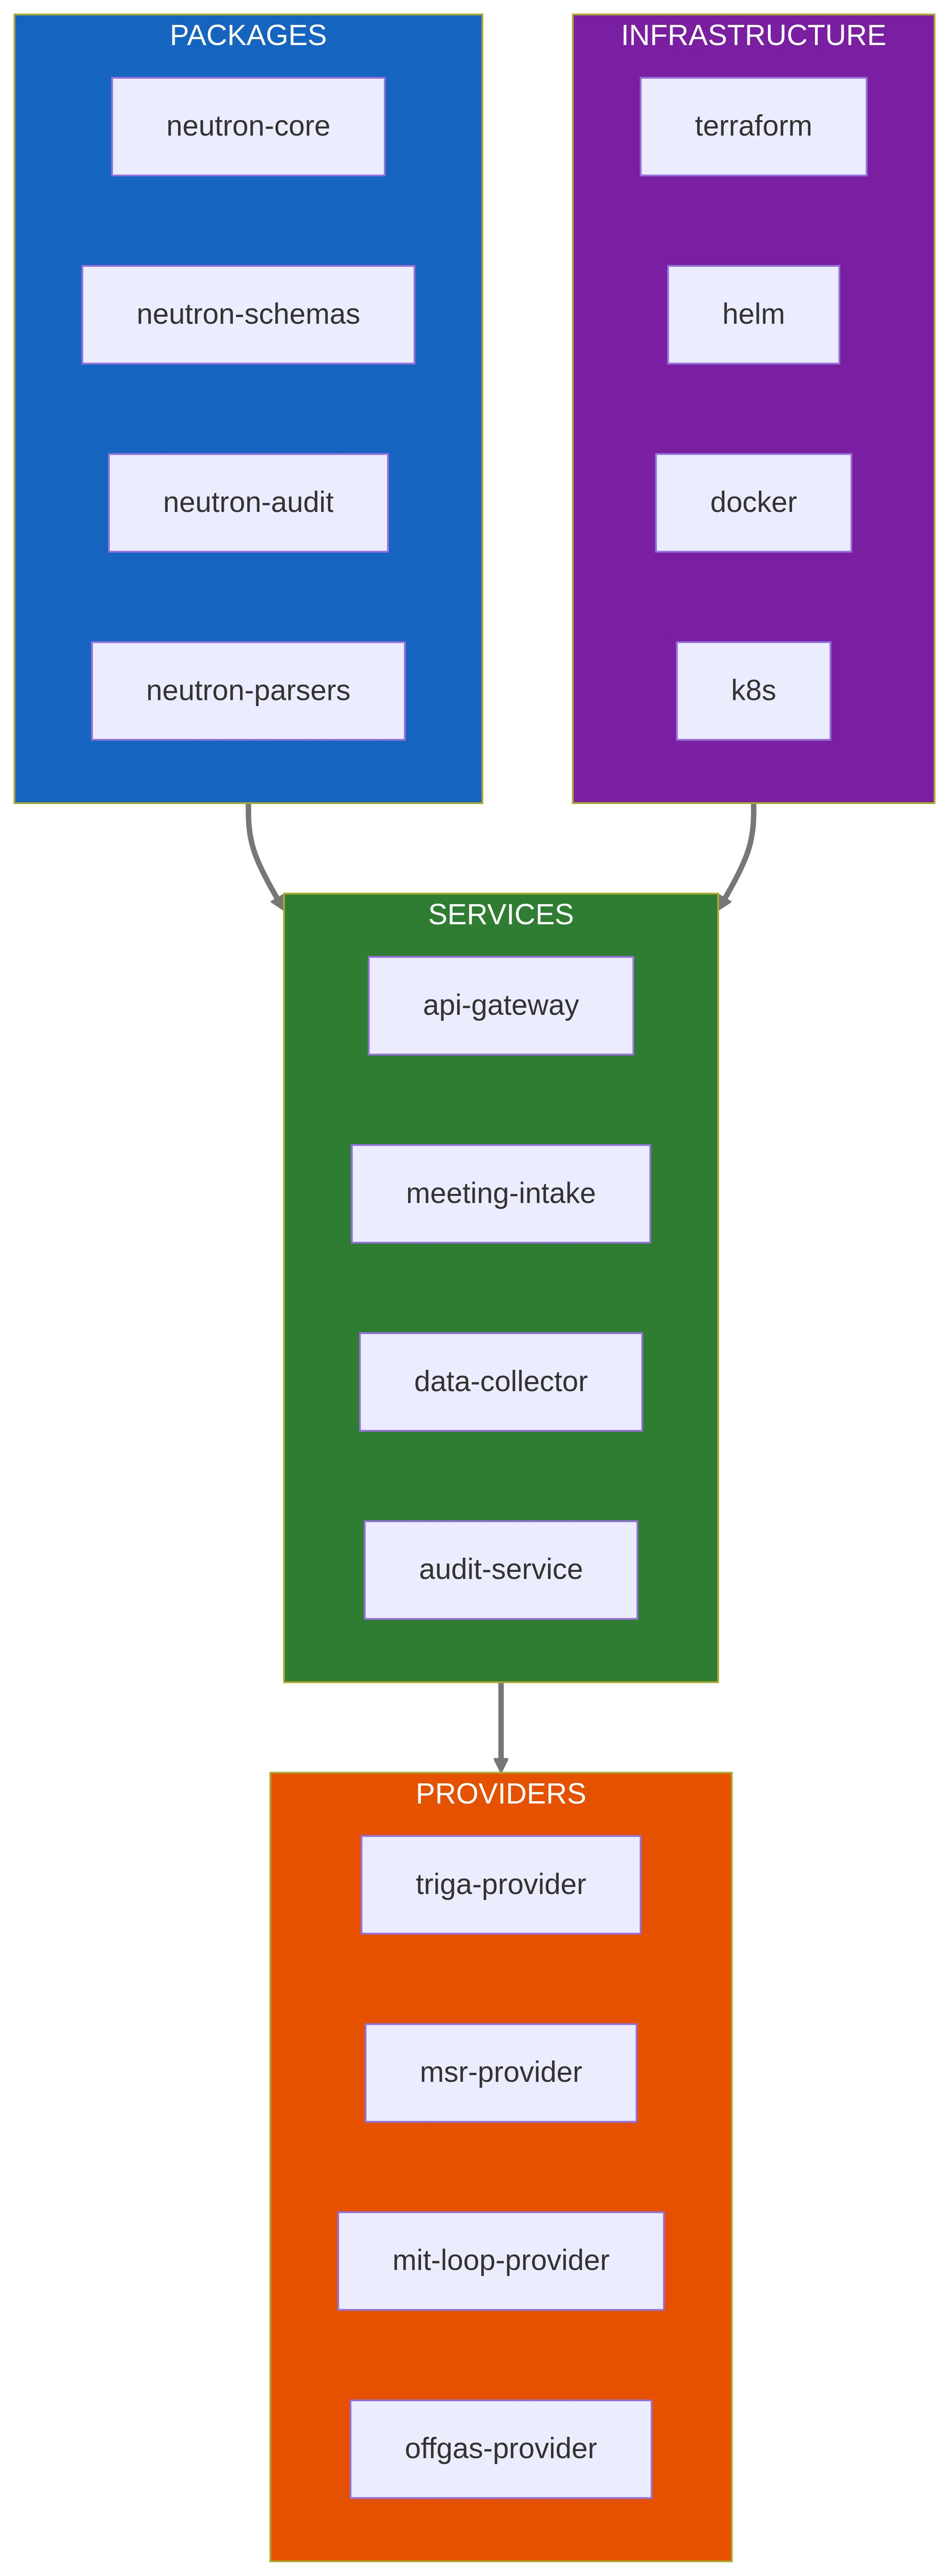 PACKAGES
neutron-core
neutron-schemas
neutron-audit
neutron-parsers
INFRASTRUCTURE
terraform
helm
docker
k8s
SERVICES
api-gateway
meeting-intake
data-collector
audit-service
PROVIDERS
triga-provider
msr-provider
mit-loop-provider
offgas-provider